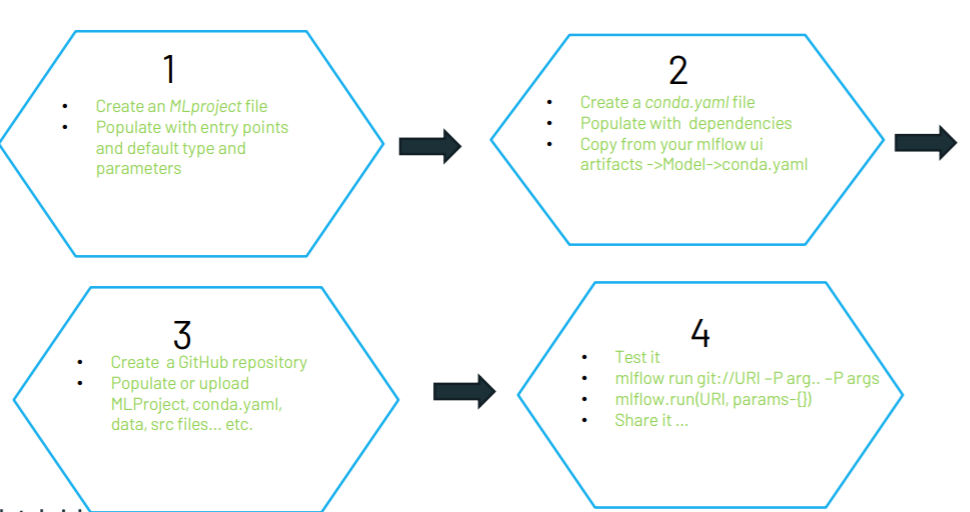 1
• Create an MLproject file
• Populate with entry points
and default type and
parameters
2
• Create a conda.yaml file
• Populate with dependencies
• Copy from your mlflow ui
artifacts ->Model->conda.yaml
3
• Create a GitHub repository
• Populate or upload
MLProject, conda.yaml,
data, src files... etc.
4
• Test it
• mlflow run git://URI –P arg.. –P args
• mlflow.run(URI, params-{})
• Share it ...